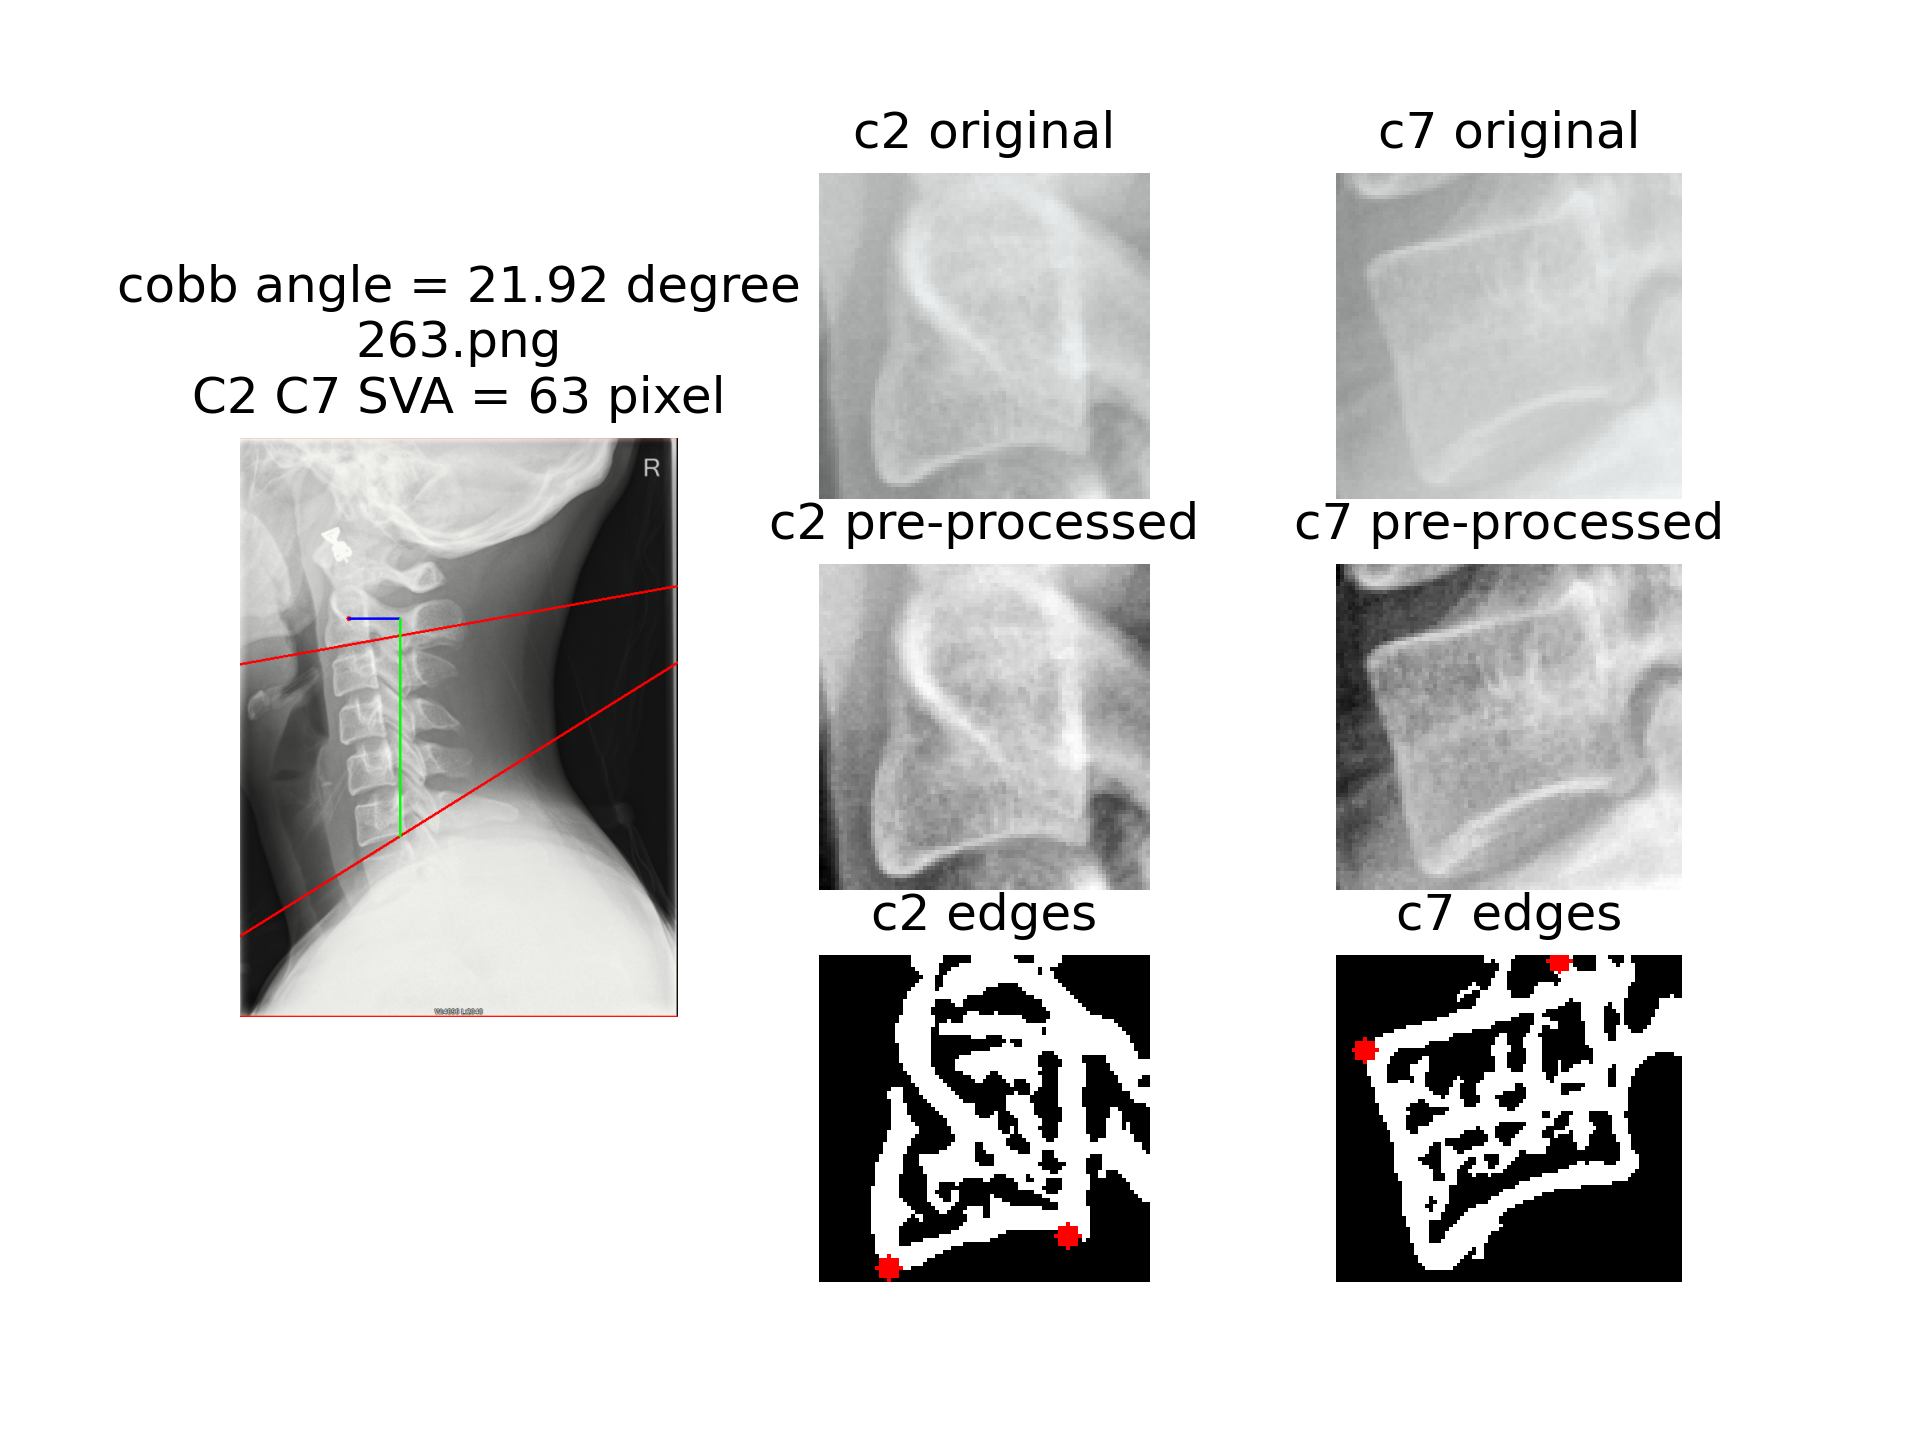 cobb angle = 21.92 degree
263.png
C2 C7 SVA = 63 pixel
R
c2 original
c7 original
c2 pre-processed
c7 pre-processed
c2 edges
c7 edges